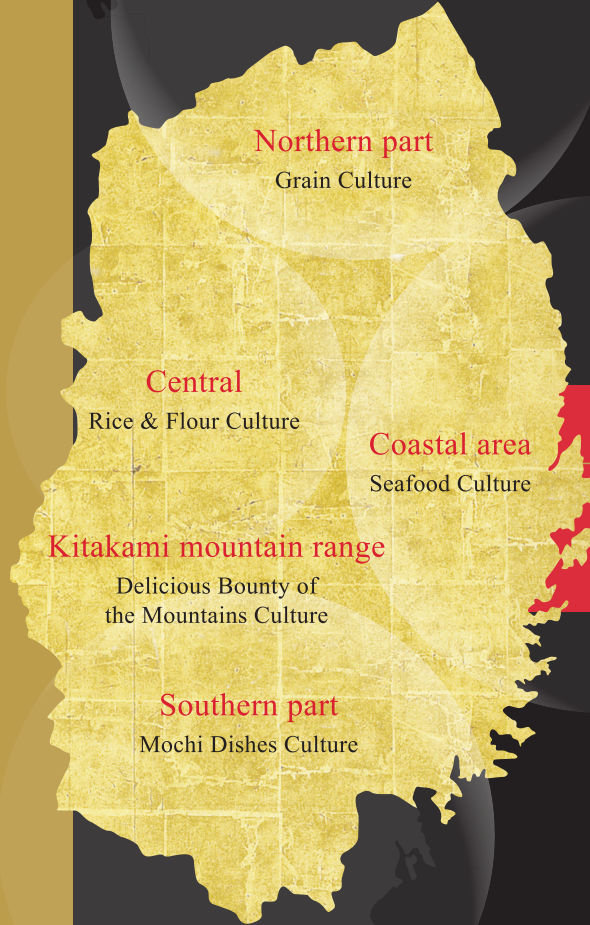 Northern part
Grain Culture
Central
Rice & Flour Culture
Coastal area
Seafood Culture
Kitakami mountain range
Delicious Bounty of
the Mountains Culture
Southern part
Mochi Dishes Culture